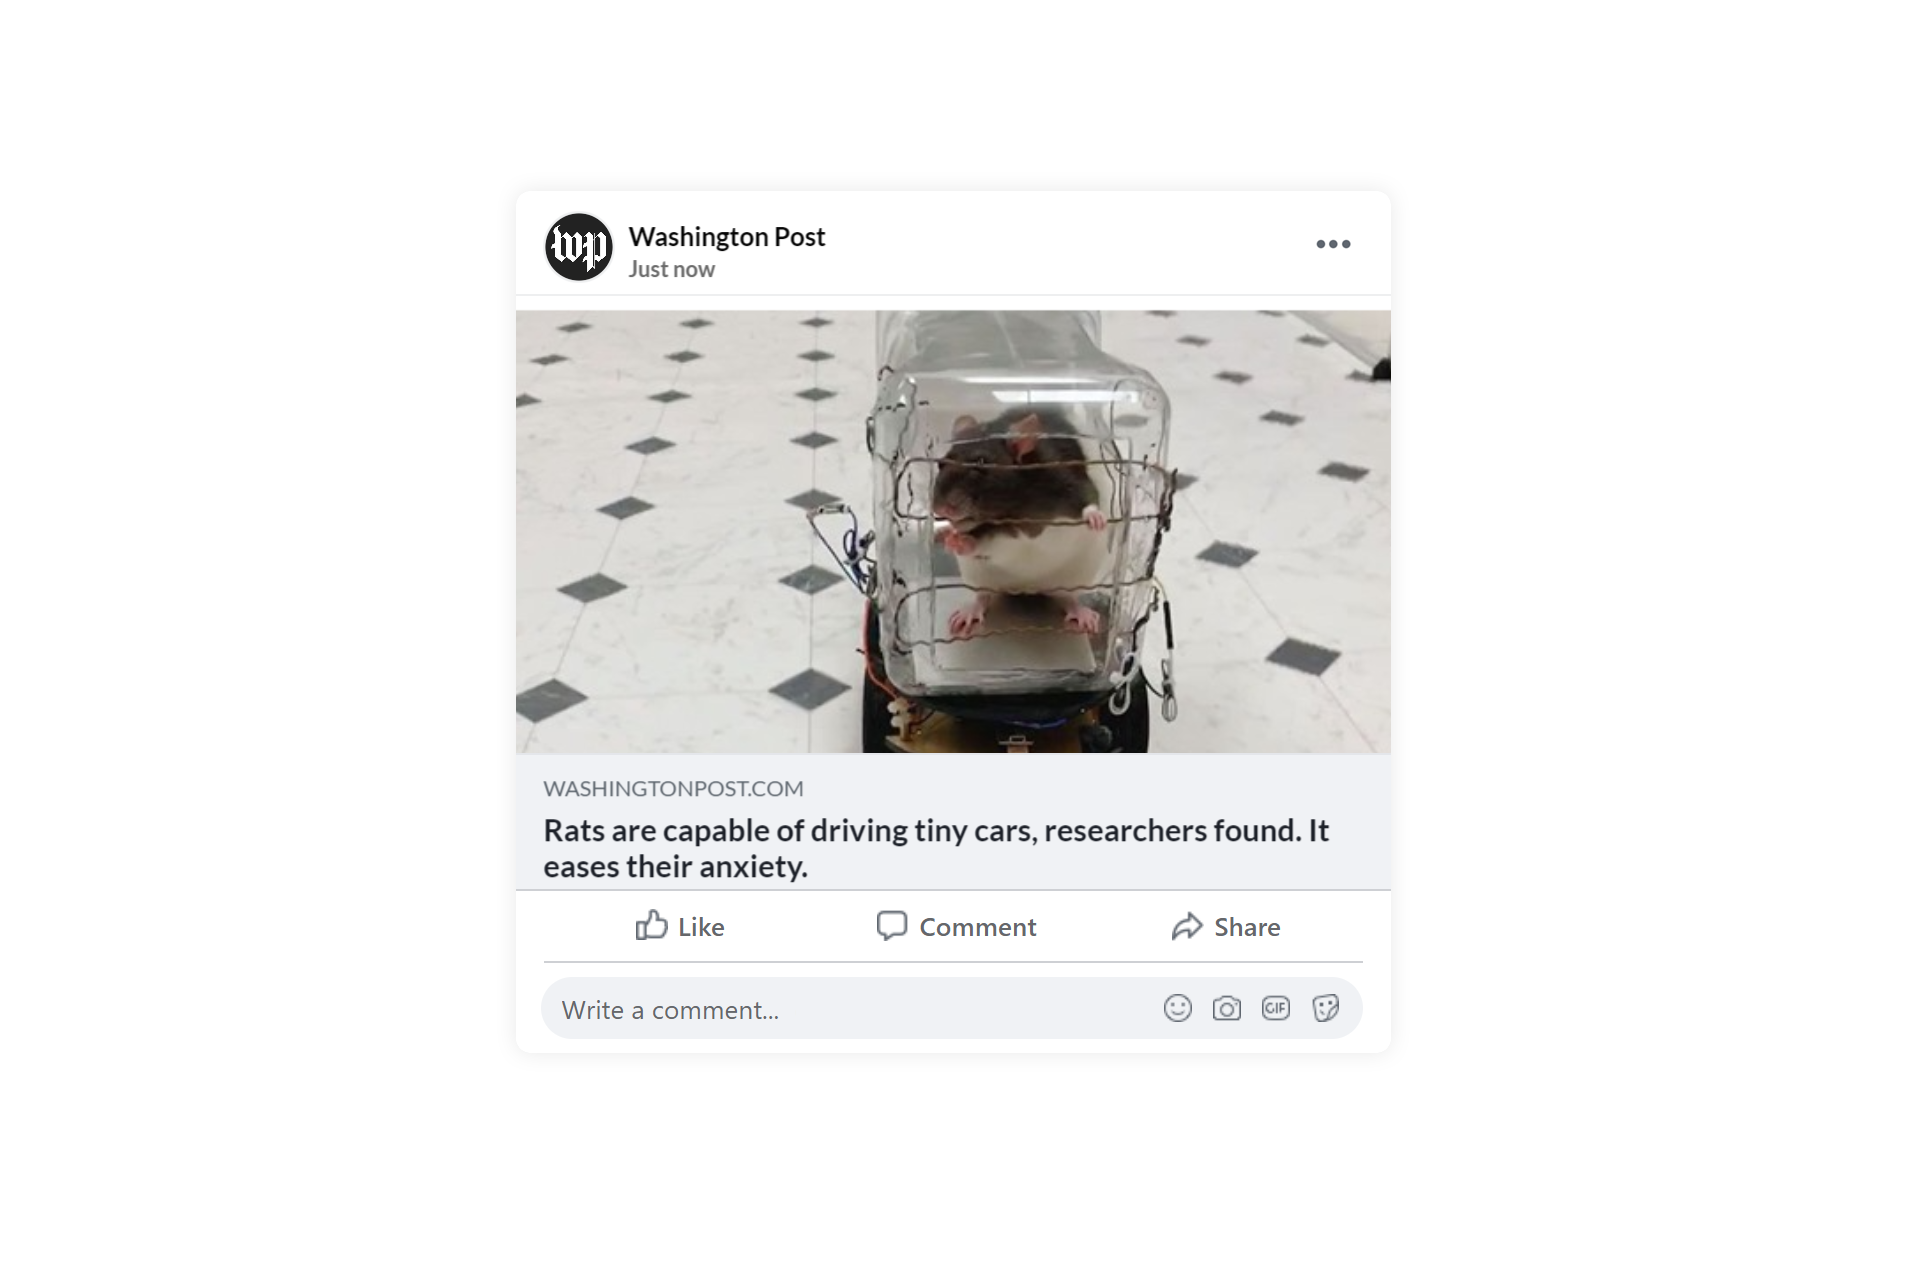 wp
Washington Post
Just now
WASHINGTONPOST.COM
Rats are capable of driving tiny cars, researchers found. It
eases their anxiety.
Like
Comment
Share
Write a comment...
GIF